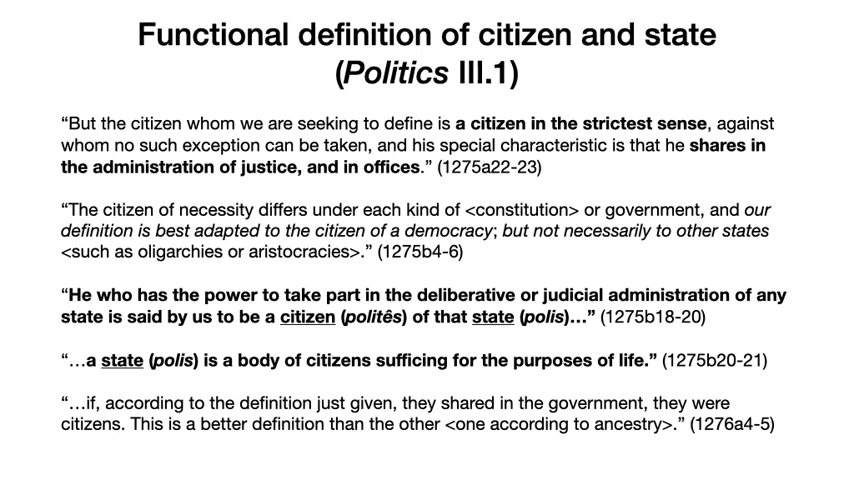 Functional definition of citizen and state
(Politics III.1)
“But the citizen whom we are seeking to define is a citizen in the strictest sense, against
whom no such exception can be taken, and his special characteristic is that he shares in
the administration of justice, and in offices.” (1275a22-23)
“The citizen of necessity differs under each kind of <constitution> or government, and our
definition is best adapted to the citizen of a democracy; but not necessarily to other states
<such as oligarchies or aristocracies>.” (1275b4-6)
“He who has the power to take part in the deliberative or judicial administration of any
state is said by us to be a citizen (politês) of that state (polis)…” (1275b18-20)
“…a state (polis) is a body of citizens sufficing for the purposes of life.” (1275b20-21)
“…if, according to the definition just given, they shared in the government, they were
citizens. This is a better definition than the other <one according to ancestry>.” (1276a4-5)